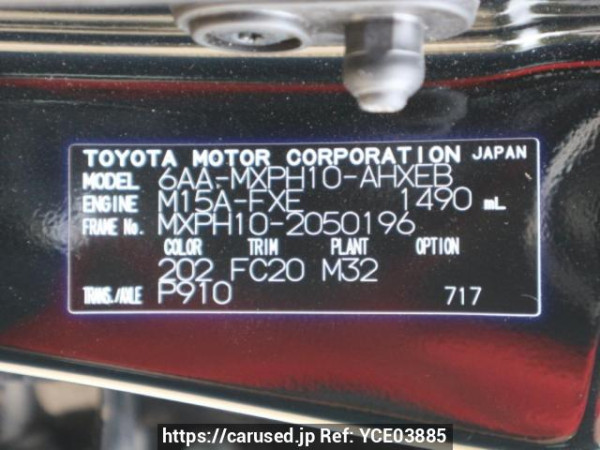 TOYOTA MOTOR CORPORATION JAPAN
MODEL 6AA-MXPH10-AHXEB
ENGINE M15A-FXE 1490 mL
FRAME No. MXPH10-2050196
COLOR TRIM PLANT OPTION
202 FC20 M32
TRANS./AXLE P910 717
https://carused.jp Ref: YCE03885